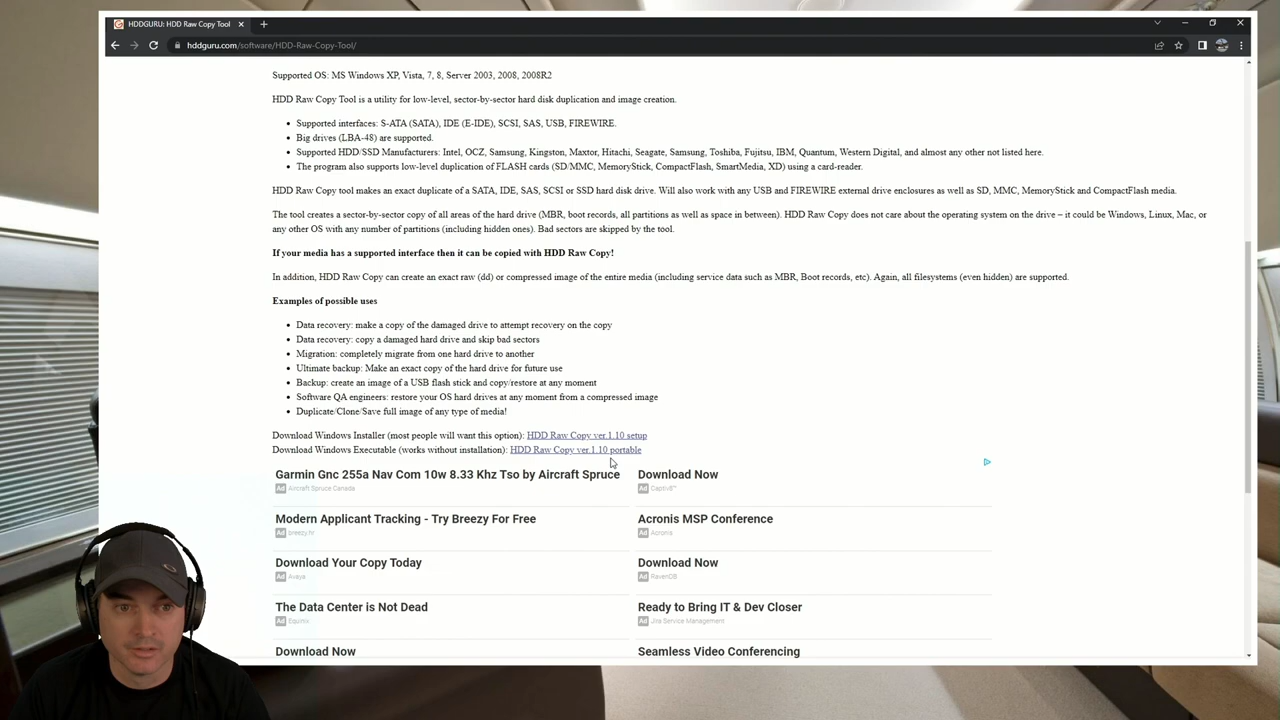 HDDGURU: HDD Raw Copy Tool
hddguru.com/software/HDD-Raw-Copy-Tool/
Supported OS: MS Windows XP, Vista, 7, 8, Server 2003, 2008, 2008R2
HDD Raw Copy Tool is a utility for low-level, sector-by-sector hard disk duplication and image creation.
Supported interfaces: S-ATA (SATA), IDE (E-IDE), SCSI, SAS, USB, FIREWIRE.
Big drives (LBA-48) are supported.
Supported HDD/SSD Manufacturers: Intel, OCZ, Samsung, Kingston, Maxtor, Hitachi, Seagate, Samsung, Toshiba, Fujitsu, IBM, Quantum, Western Digital, and almost any other not listed here.
The program also supports low-level duplication of FLASH cards (SD/MMC, MemoryStick, CompactFlash, SmartMedia, XD) using a card-reader.
HDD Raw Copy tool makes an exact duplicate of a SATA, IDE, SAS, SCSI or SSD hard disk drive. Will also work with any USB and FIREWIRE external drive enclosures as well as SD, MMC, MemoryStick and CompactFlash media.
The tool creates a sector-by-sector copy of all areas of the hard drive (MBR, boot records, all partitions as well as space in between). HDD Raw Copy does not care about the operating system on the drive – it could be Windows, Linux, Mac, or
any other OS with any number of partitions (including hidden ones). Bad sectors are skipped by the tool.
If your media has a supported interface then it can be copied with HDD Raw Copy!
In addition, HDD Raw Copy can create an exact raw (dd) or compressed image of the entire media (including service data such as MBR, Boot records, etc). Again, all filesystems (even hidden) are supported.
Examples of possible uses
Data recovery: make a copy of the damaged drive to attempt recovery on the copy
Data recovery: copy a damaged hard drive and skip bad sectors
Migration: completely migrate from one hard drive to another
Ultimate backup: Make an exact copy of the hard drive for future use
Backup: create an image of a USB flash stick and copy/restore at any moment
Software QA engineers: restore your OS hard drives at any moment from a compressed image
Duplicate/Clone/Save full image of any type of media!
Download Windows Installer (most people will want this option): HDD Raw Copy ver.1.10 setup
Download Windows Executable (works without installation): HDD Raw Copy ver.1.10 portable
Garmin Gnc 255a Nav Com 10w 8.33 Khz Tso by Aircraft Spruce
Ad Aircraft Spruce Canada
Download Now
Ad Captiv8™
Modern Applicant Tracking - Try Breezy For Free
Ad breezy.hr
Acronis MSP Conference
Ad Acronis
Download Your Copy Today
Ad Avaya
Download Now
Ad RavenDB
The Data Center is Not Dead
Ad Equinix
Ready to Bring IT & Dev Closer
Ad Jira Service Management
Download Now
Seamless Video Conferencing